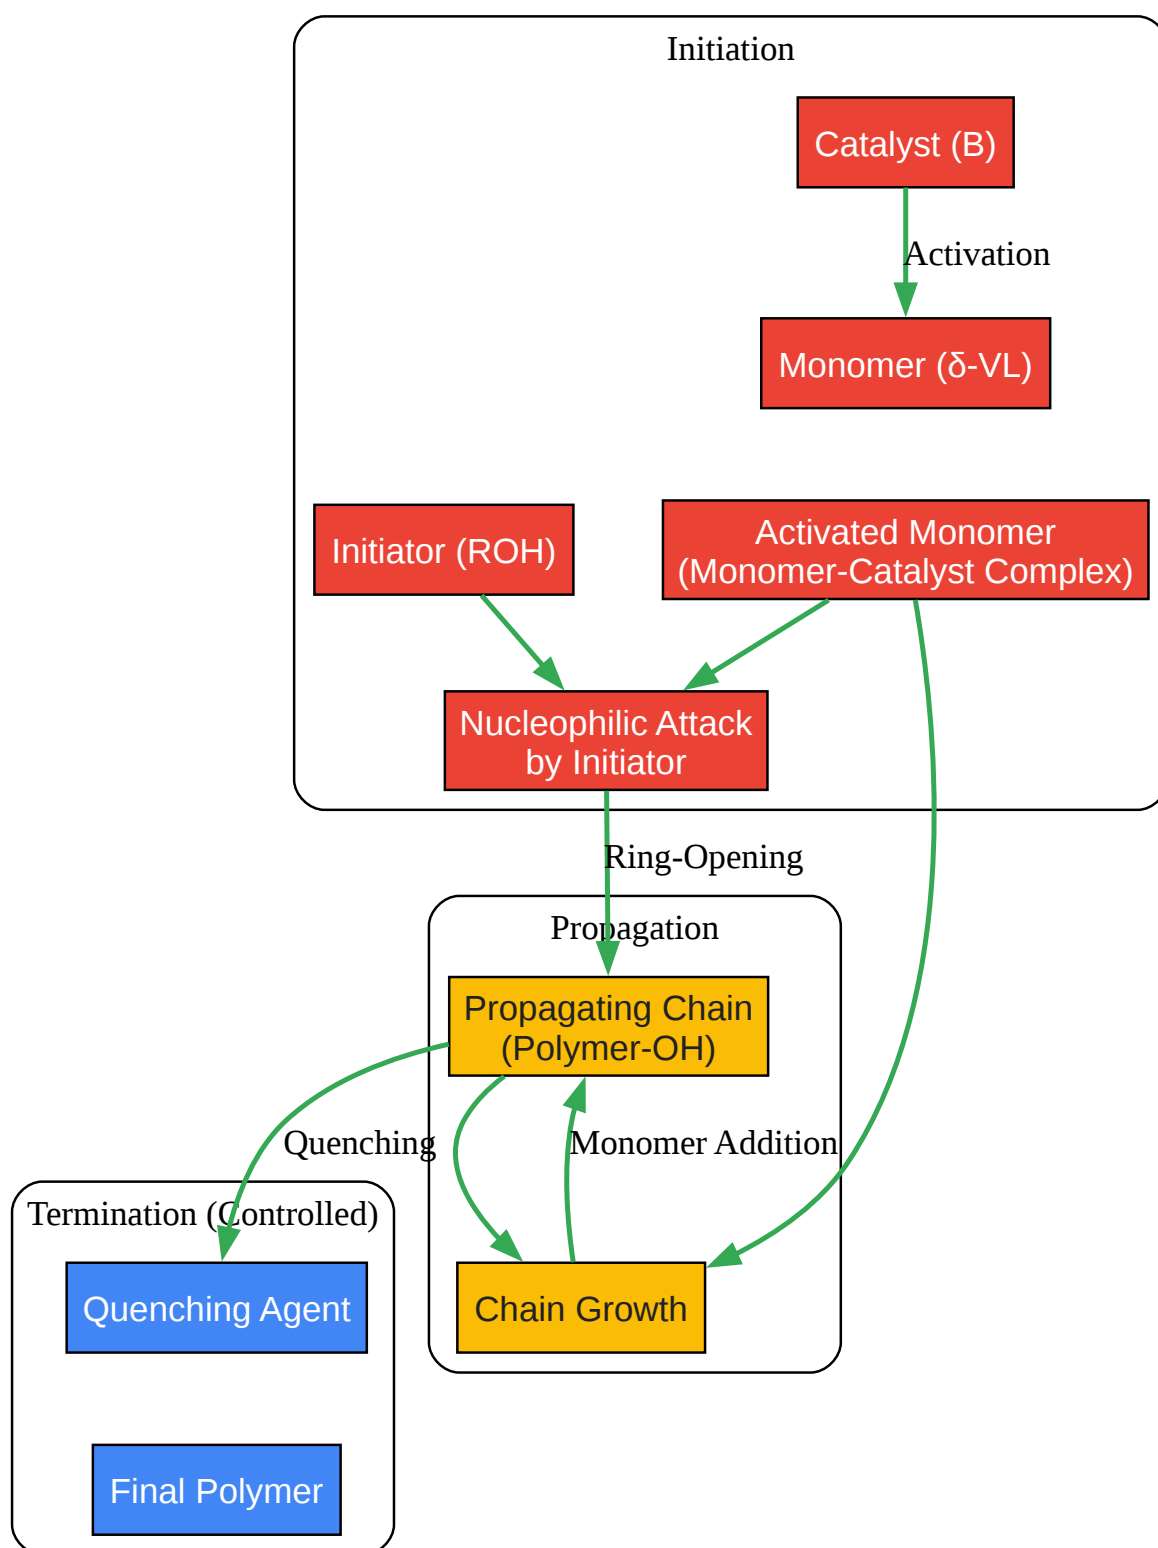 Initiation
Catalyst (B)
Activation
Monomer (δ-VL)
Initiator (ROH)
Activated Monomer
(Monomer-Catalyst Complex)
Nucleophilic Attack
by Initiator
Ring-Opening
Propagation
Propagating Chain
(Polymer-OH)
Quenching
Monomer Addition
Termination (Controlled)
Quenching Agent
Chain Growth
Final Polymer